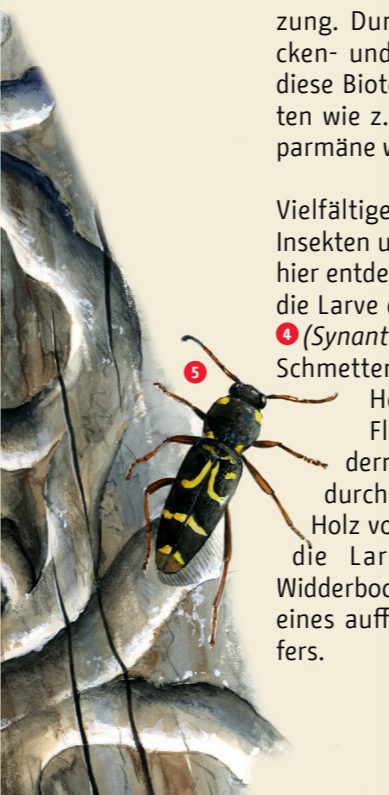 zung. Dur
cken- und
diese Biot
ten wie z.
parmäne w
Vielfältige
Insekten u
hier entde
die Larve
4 (Synant
Schmetter
5
H
Fl
dern
durch
Holz vo
die Lar
Widderboc
eines auff
fers.